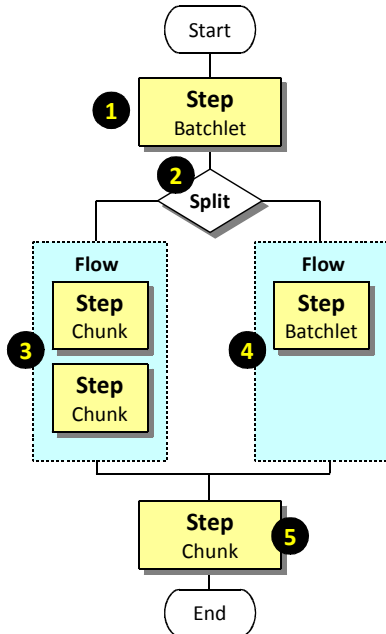 Start
1
Step
Batchlet
2
Split
Flow
Step
Chunk
3
Step
Chunk
Flow
Step
Batchlet
4
Step
Chunk
5
End